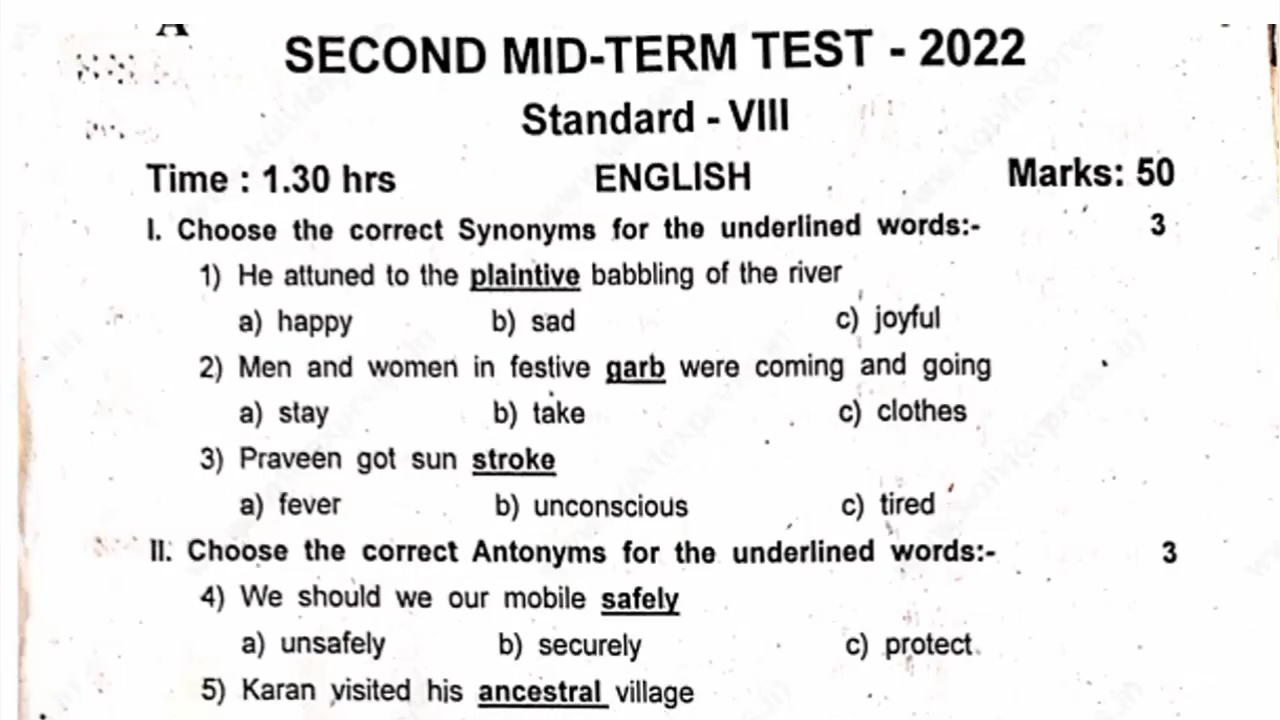 A
SECOND MID-TERM TEST - 2022
Standard - VIII
Time : 1.30 hrs ENGLISH Marks: 50
I. Choose the correct Synonyms for the underlined words:- 3
1) He attuned to the plaintive babbling of the river
a) happy b) sad c) joyful
2) Men and women in festive garb were coming and going
a) stay b) take c) clothes
3) Praveen got sun stroke
a) fever b) unconscious c) tired
II. Choose the correct Antonyms for the underlined words:- 3
4) We should we our mobile safely
a) unsafely b) securely c) protect
5) Karan visited his ancestral village